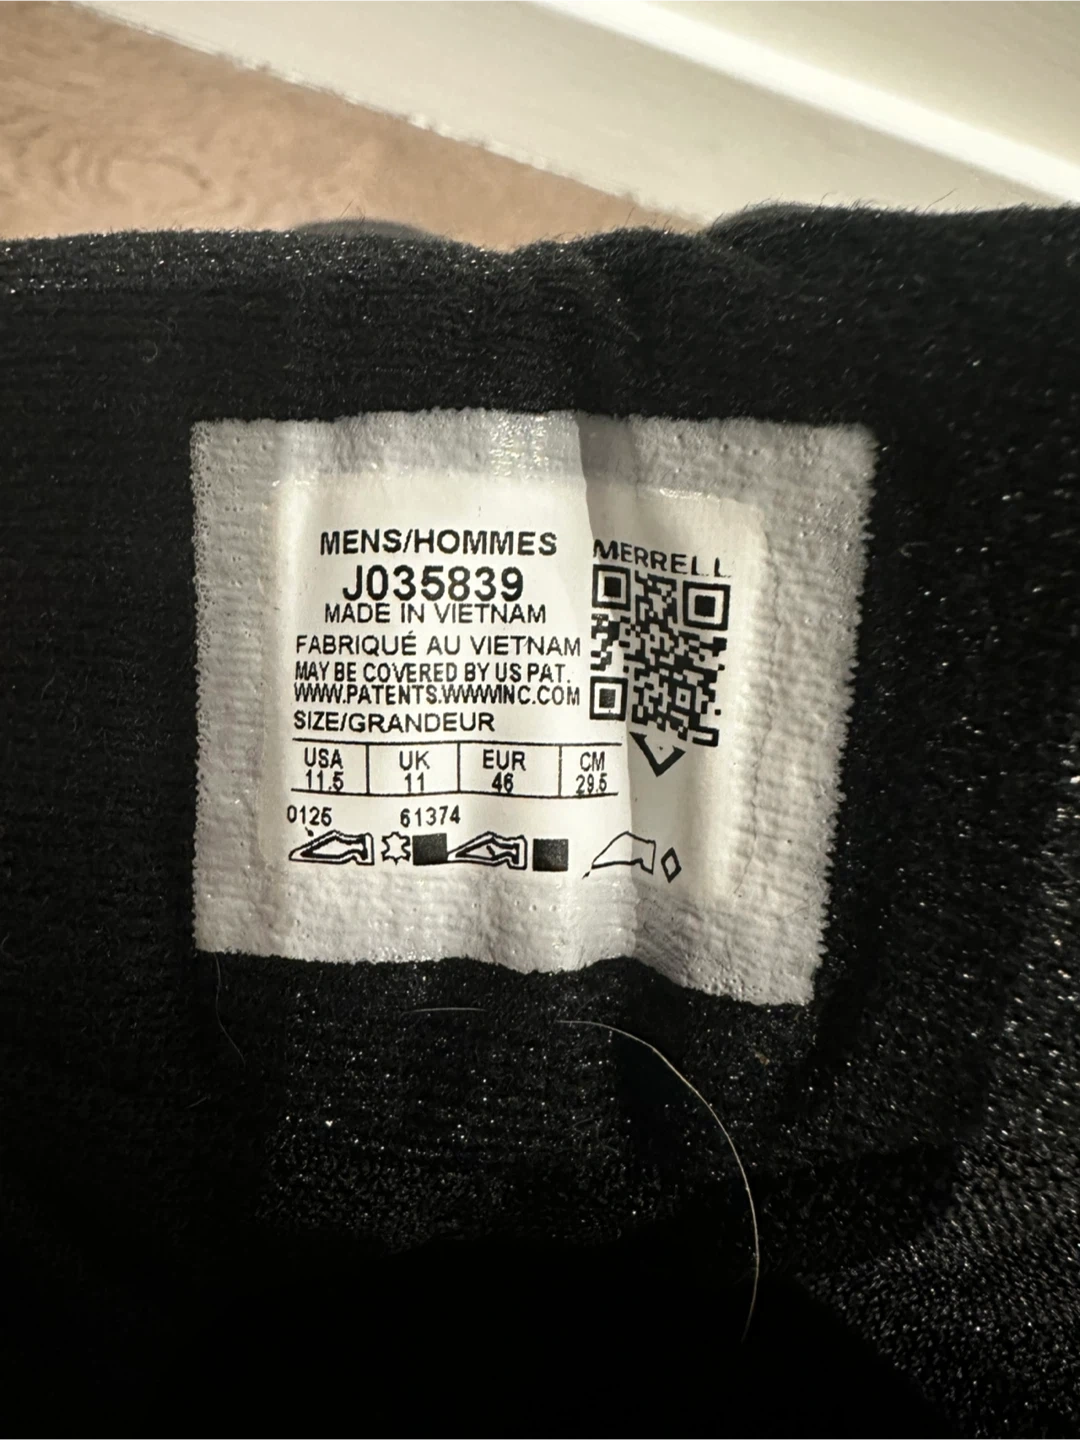 MENS/HOMMES
J035839
MADE IN VIETNAM
FABRIQUÉ AU VIETNAM
MAY BE COVERED BY US PAT.
WWW.PATENTS.WWWINC.COM
SIZE/GRANDEUR
USA UK EUR CM
11.5 11 46 29.5
0125 61374
MERRELL